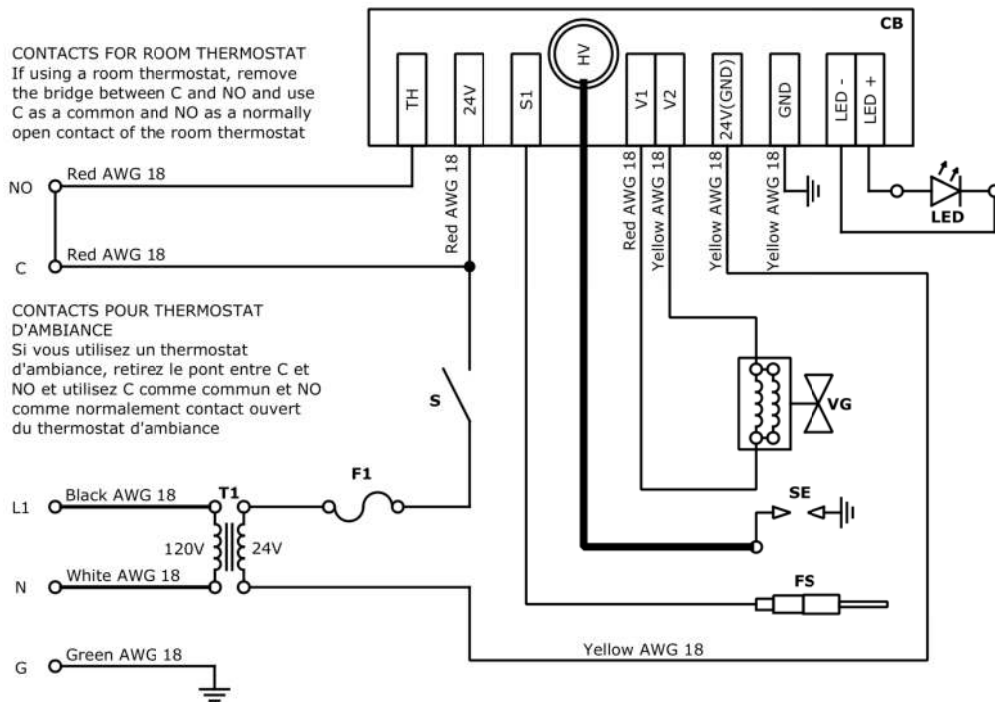 CB
CONTACTS FOR ROOM THERMOSTAT
If using a room thermostat, remove
the bridge between C and NO and use
C as a common and NO as a normally
open contact of the room thermostat
TH
24V
S1
HV
V1
V2
24V(GND)
GND
LED -
LED +
NO
Red AWG 18
Red AWG 18
Red AWG 18
Yellow AWG 18
Yellow AWG 18
Yellow AWG 18
LED
C
Red AWG 18
CONTACTS POUR THERMOSTAT
D'AMBIANCE
Si vous utilisez un thermostat
d'ambiance, retirez le pont entre C et
NO et utilisez C comme commun et NO
comme normalement contact ouvert
du thermostat d'ambiance
S
VG
L1
Black AWG 18
T1
F1
SE
120V
24V
N
White AWG 18
FS
G
Green AWG 18
Yellow AWG 18